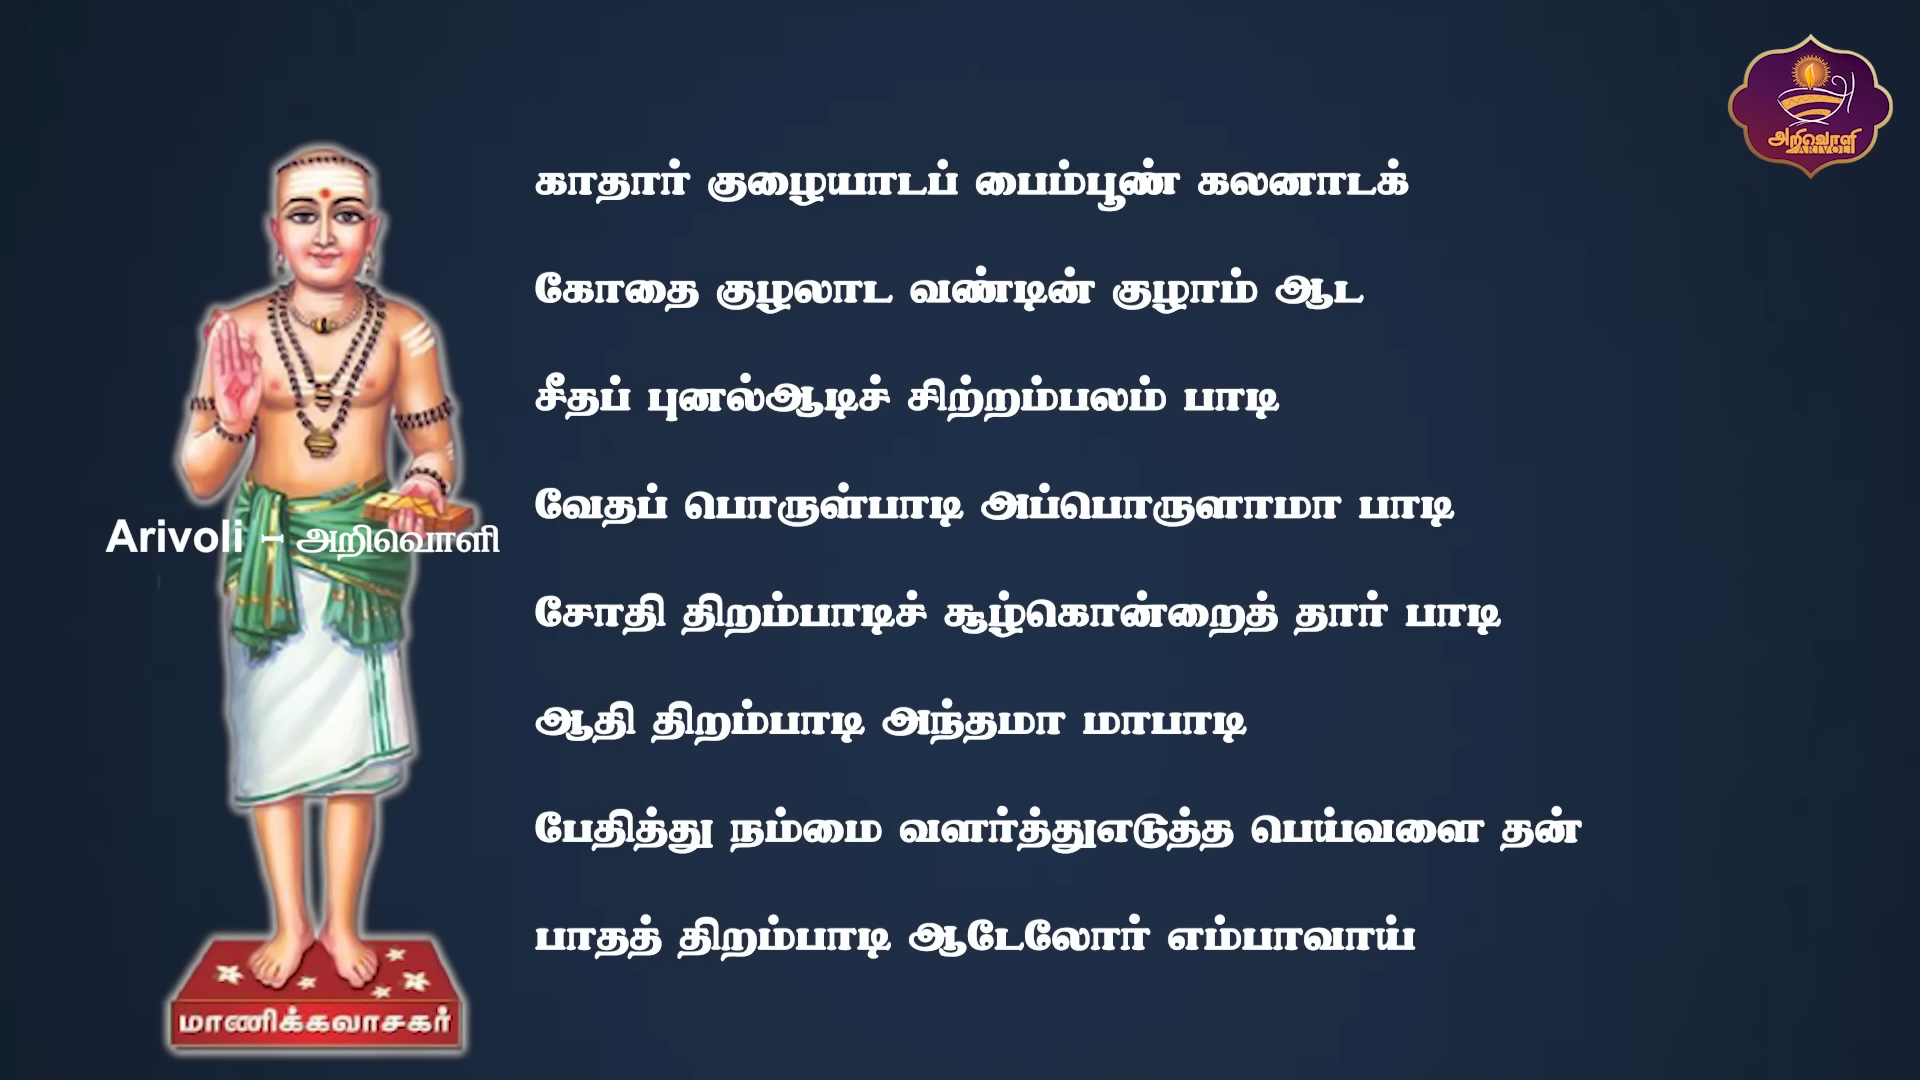 அறிவொளி
ARIVOLI
காதார் குழையாடப் பைம்பூண் கலனாடக்
கோதை குழலாட வண்டின் குழாம் ஆட
சீதப் புனல்ஆடிச் சிற்றம்பலம் பாடி
வேதப் பொருள்பாடி அப்பொருளாமா பாடி
Arivoli - அறிவொளி
சோதி திறம்பாடிச் சூழ்கொன்றைத் தார் பாடி
ஆதி திறம்பாடி அந்தமா மாபாடி
பேதித்து நம்மை வளர்த்துஎடுத்த பெய்வளை தன்
பாதத் திறம்பாடி ஆடேலோர் எம்பாவாய்
மாணிக்கவாசகர்